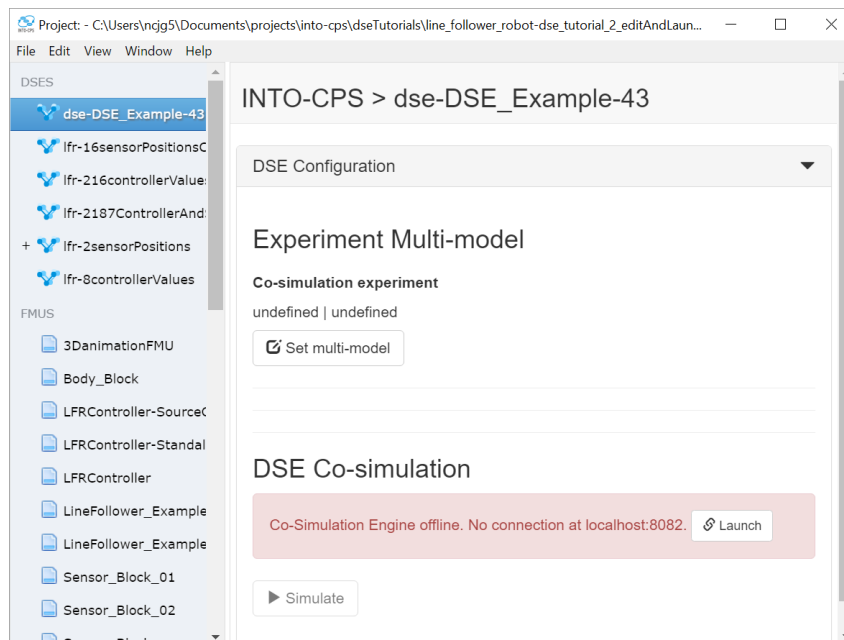 Project: - C:\Users\ncjg5\Documents\projects\into-cps\dseTutorials\line_follower_robot-dse_tutorial_2_editAndLaun...
File Edit View Window Help
DSES
dse-DSE_Example-43
lfr-16sensorPositionsC
lfr-216controllerValues
lfr-2187ControllerAnd
+ lfr-2sensorPositions
lfr-8controllerValues
FMUS
3DanimationFMU
Body_Block
LFRController-SourceC
LFRController-Standal
LFRController
LineFollower_Example
LineFollower_Example
Sensor_Block_01
Sensor_Block_02
INTO-CPS > dse-DSE_Example-43
DSE Configuration
Experiment Multi-model
Co-simulation experiment
undefined | undefined
Set multi-model
DSE Co-simulation
Co-Simulation Engine offline. No connection at localhost:8082. Launch
Simulate